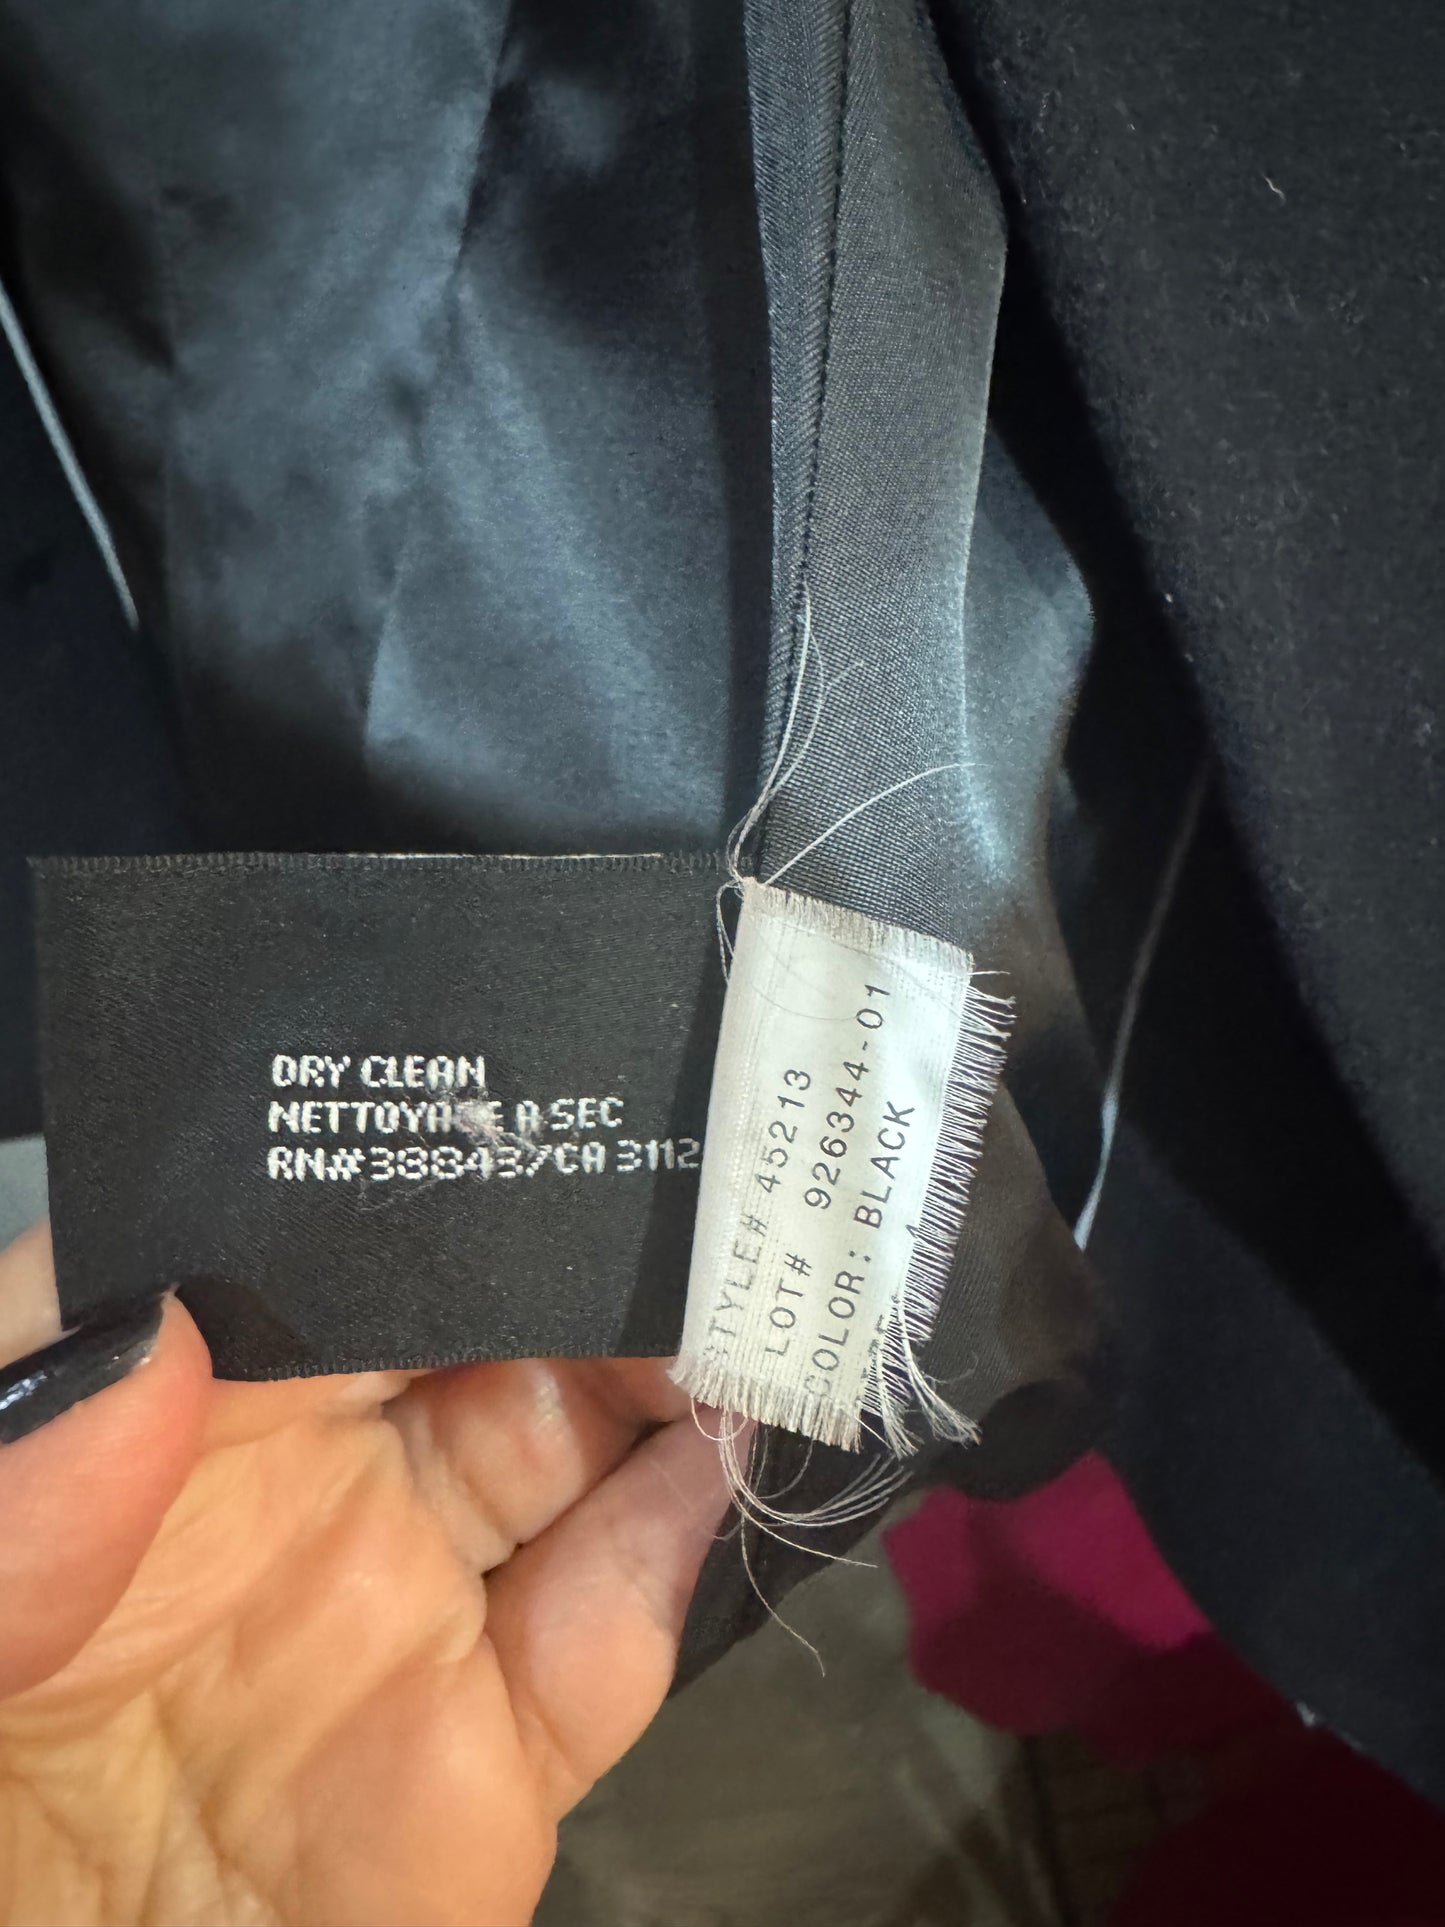 DRY CLEAN
NETTOYAGE A SEC
RN#38843/CA 3112
STYLE# 45213
LOT# 926344-01
COLOR: BLACK